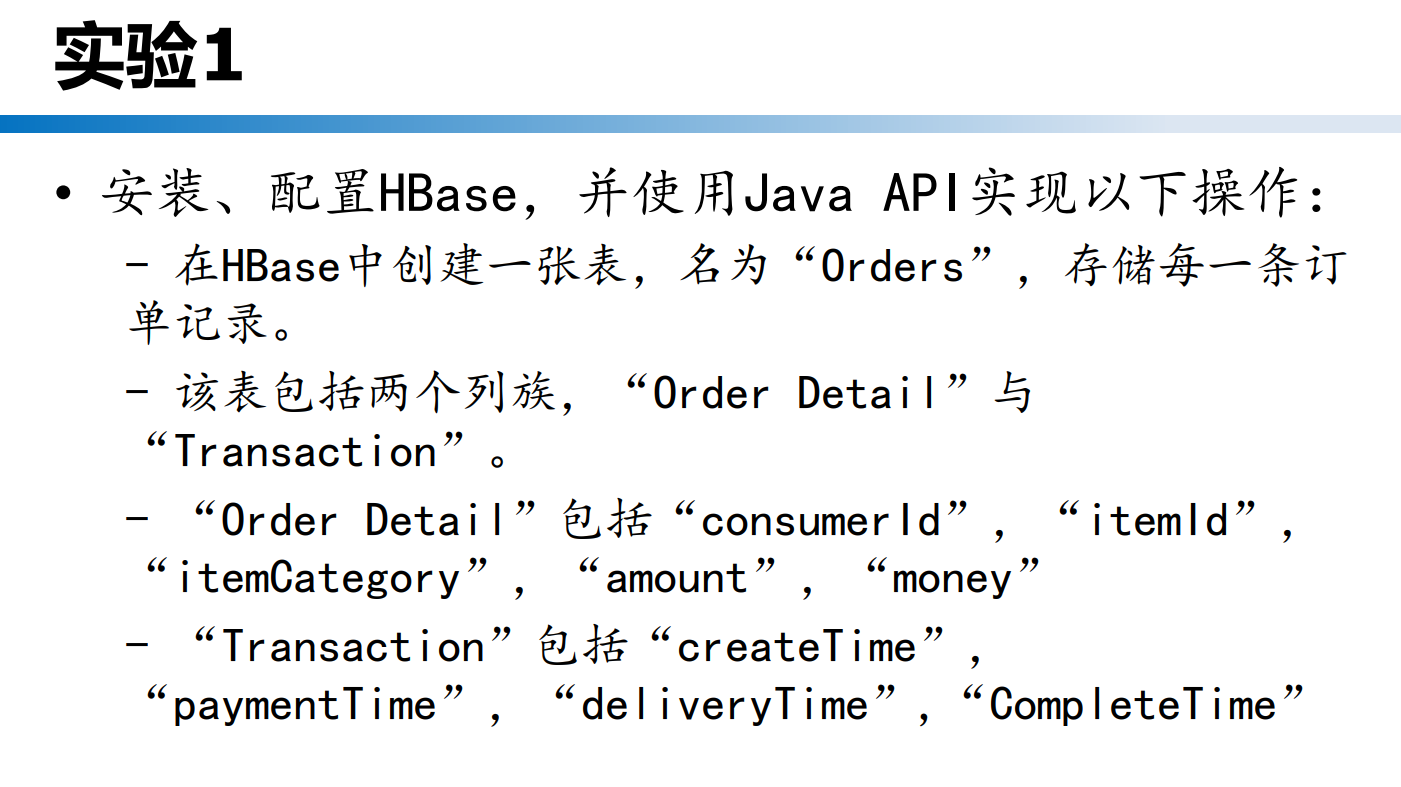 实验1
• 安装、配置HBase，并使用Java API实现以下操作：
– 在HBase中创建一张表，名为“Orders”，存储每一条订
单记录。
– 该表包括两个列族，“Order Detail”与
“Transaction”。
– “Order Detail”包括“consumerId”，“itemId”，
“itemCategory”，“amount”，“money”
– “Transaction”包括“createTime”，
“paymentTime”，“deliveryTime”，“CompleteTime”